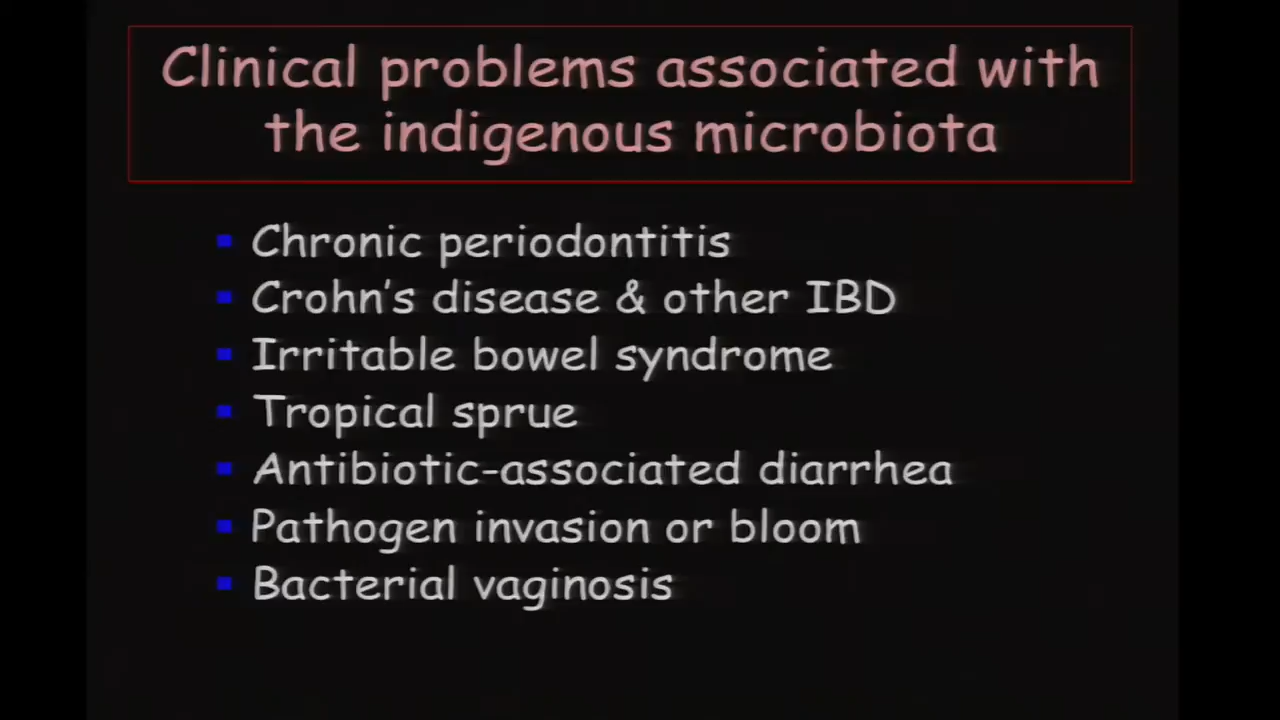 Clinical problems associated with
the indigenous microbiota
Chronic periodontitis
Crohn's disease & other IBD
Irritable bowel syndrome
Tropical sprue
Antibiotic-associated diarrhea
Pathogen invasion or bloom
Bacterial vaginosis